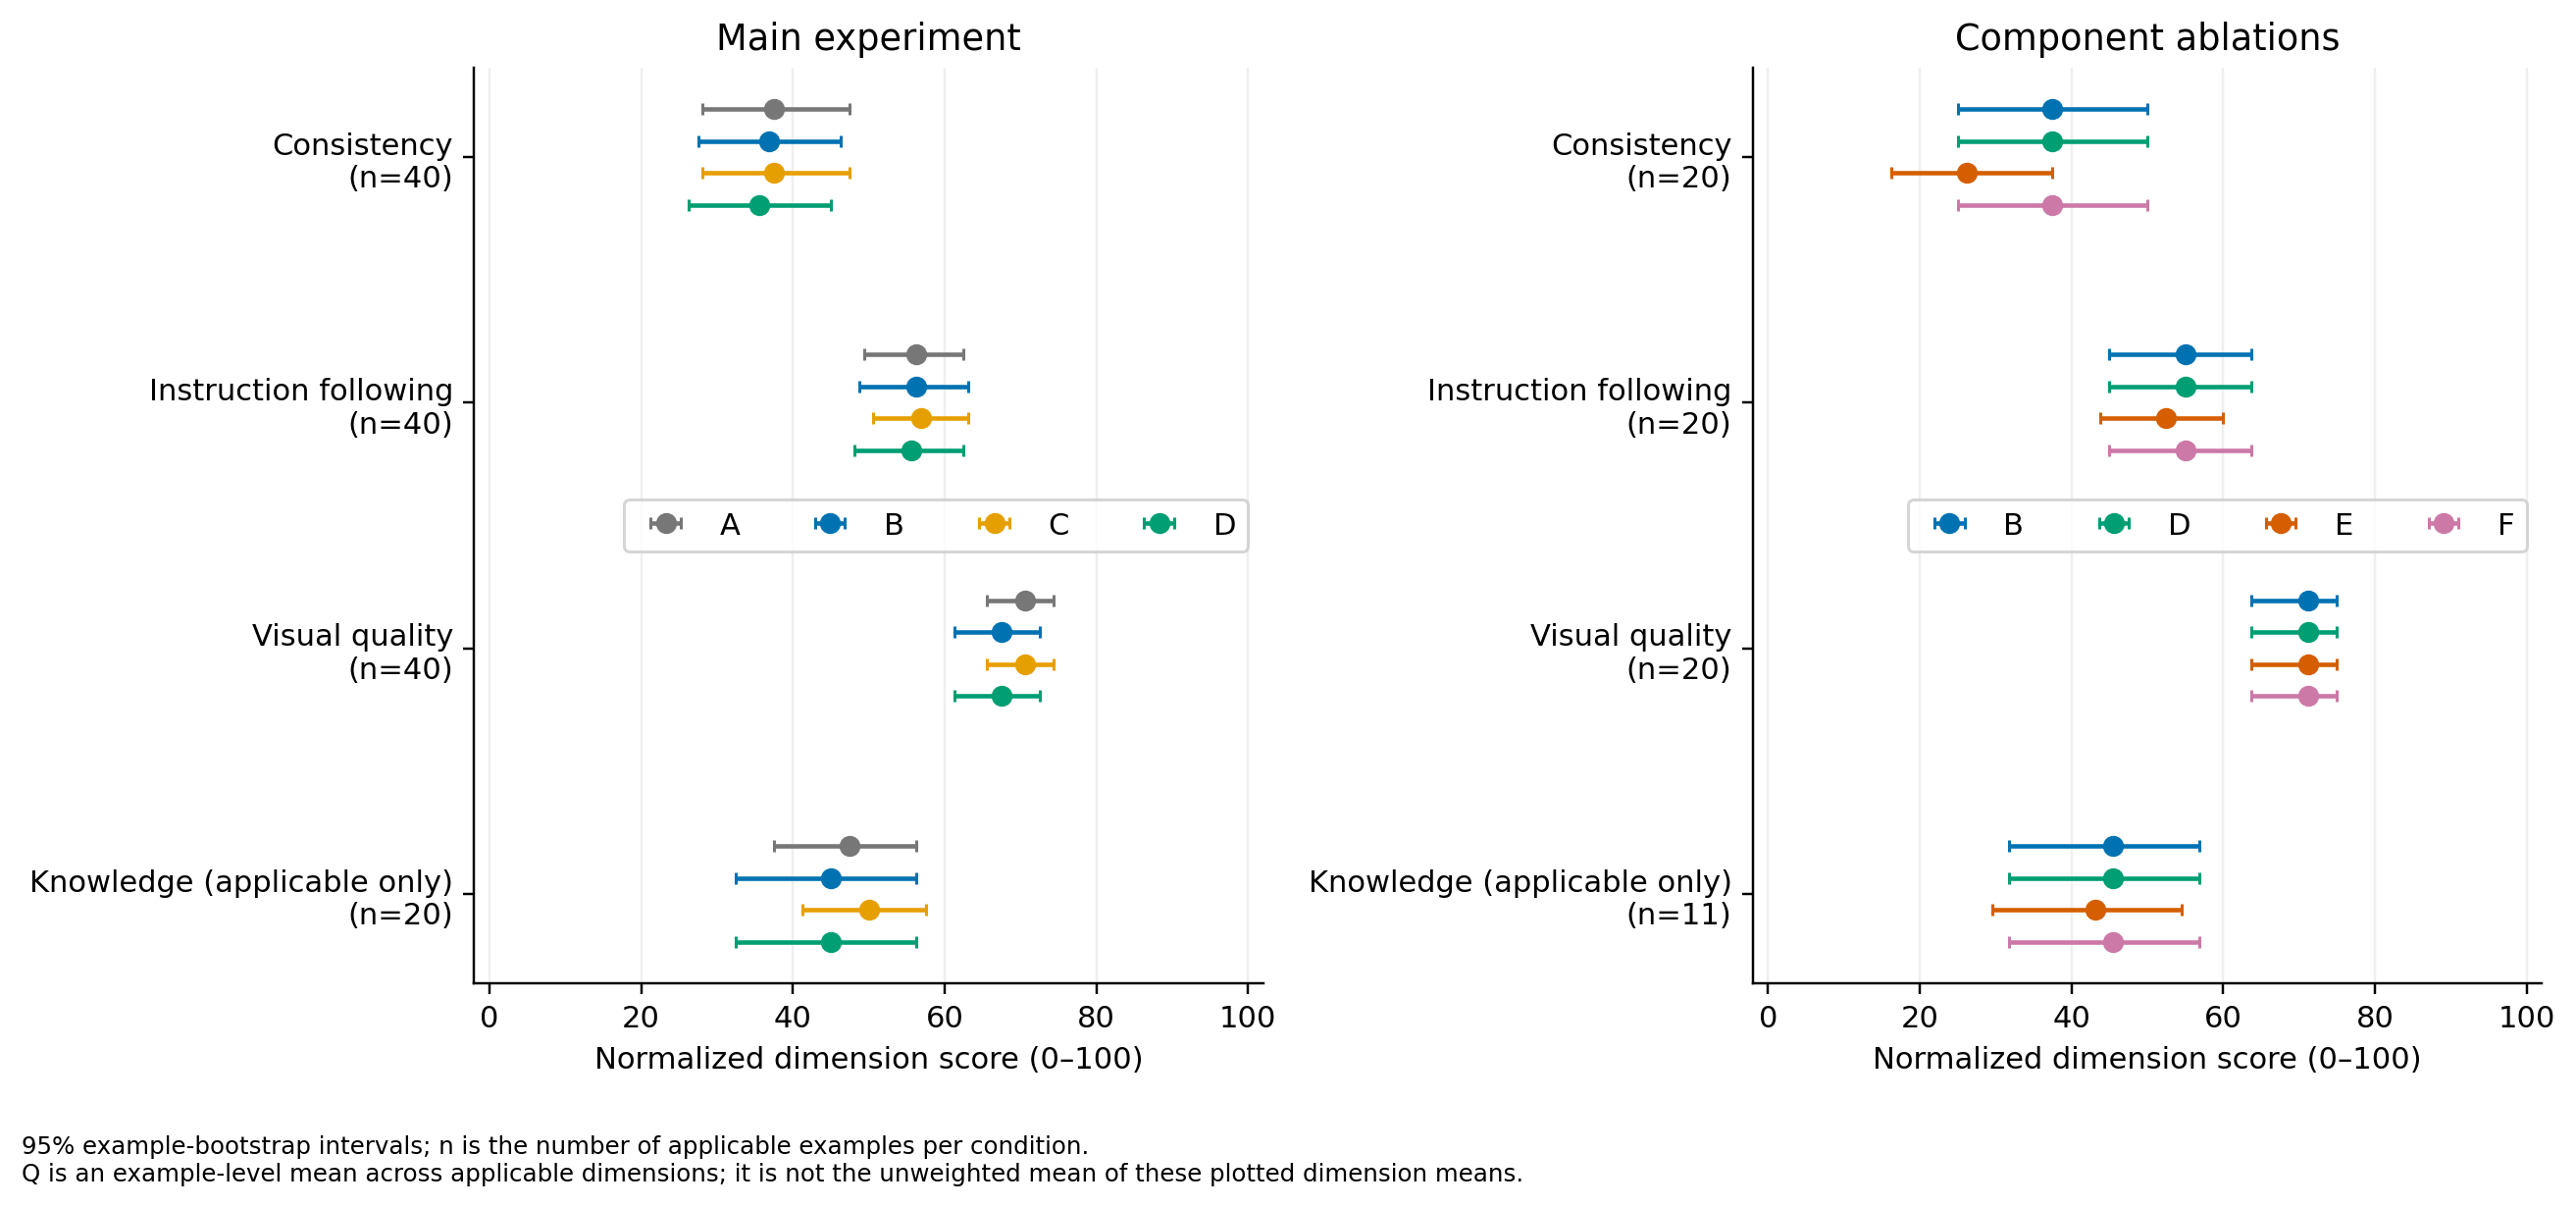 Main experiment
Consistency
(n=40)
Instruction following
(n=40)
A B C D
Visual quality
(n=40)
Knowledge (applicable only)
(n=20)
0 20 40 60 80 100
Normalized dimension score (0–100)
Component ablations
Consistency
(n=20)
Instruction following
(n=20)
B D E F
Visual quality
(n=20)
Knowledge (applicable only)
(n=11)
0 20 40 60 80 100
Normalized dimension score (0–100)
95% example-bootstrap intervals; n is the number of applicable examples per condition.
Q is an example-level mean across applicable dimensions; it is not the unweighted mean of these plotted dimension means.